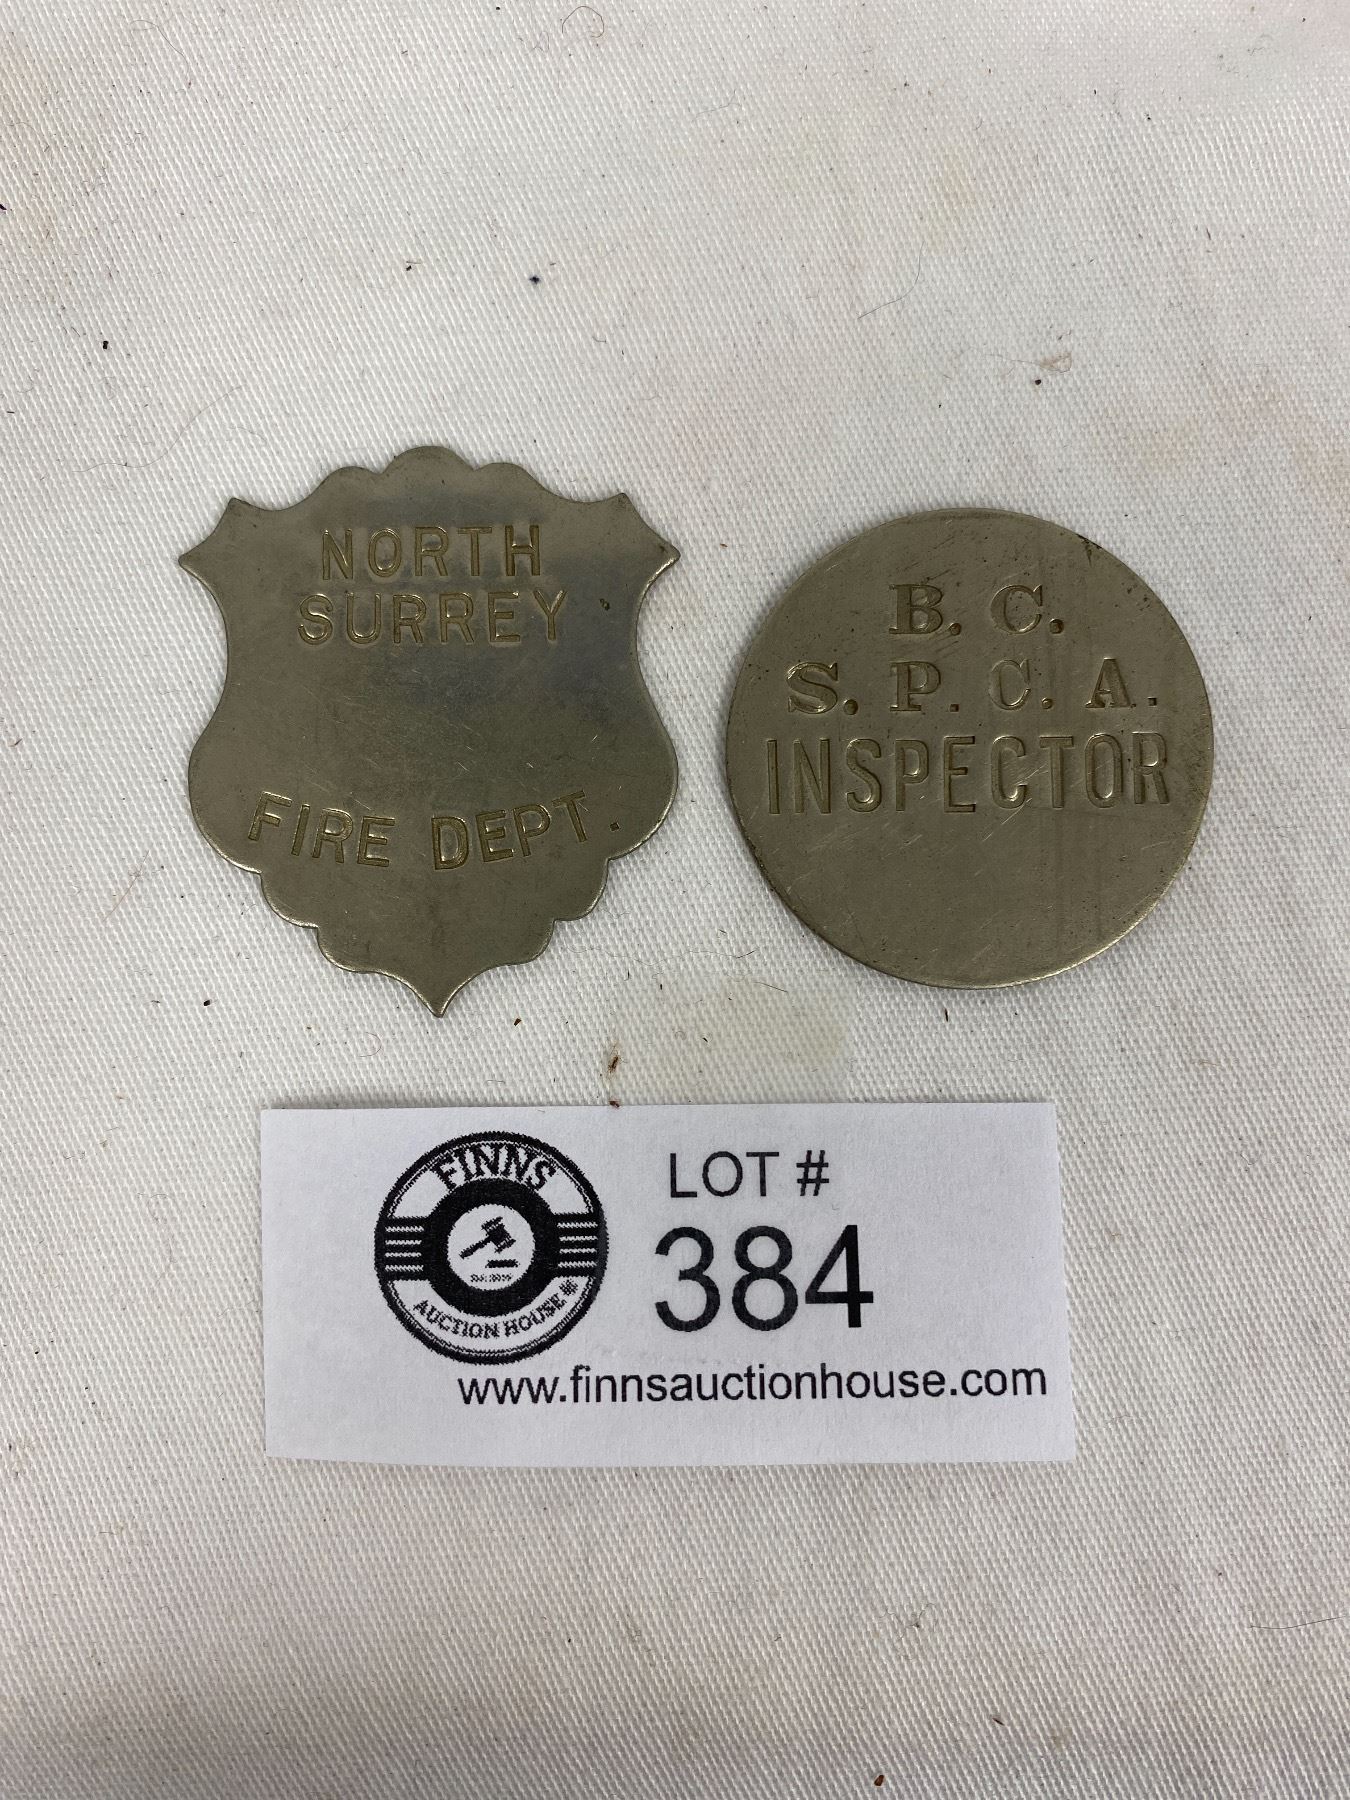 NORTH
SURREY
FIRE DEPT.
B. C.
S. P. C. A.
INSPECTOR
FINNS
AUCTION HOUSE
LOT #
384
www.finnsauctionhouse.com